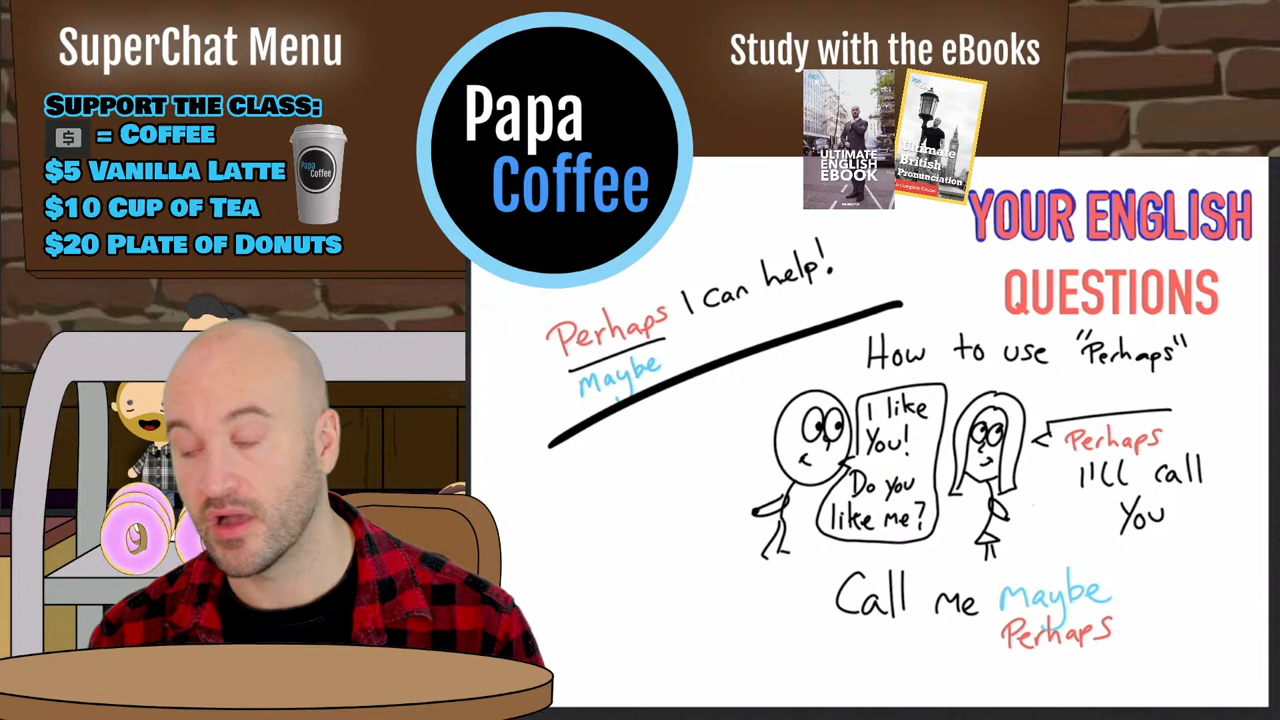 SuperChat Menu
Support the class:
$ = Coffee
$5 Vanilla Latte
$10 Cup of Tea
$20 Plate of Donuts
Papa
Coffee
Papa
Coffee
Study with the eBooks
ULTIMATE
ENGLISH
EBOOK
Ultimate
British
Pronunciation
YOUR ENGLISH
QUESTIONS
Perhaps I can help!
Maybe
How to use "Perhaps"
I like
You!
Do you
like me?
Perhaps
I'll call
You
Call me Maybe
Perhaps